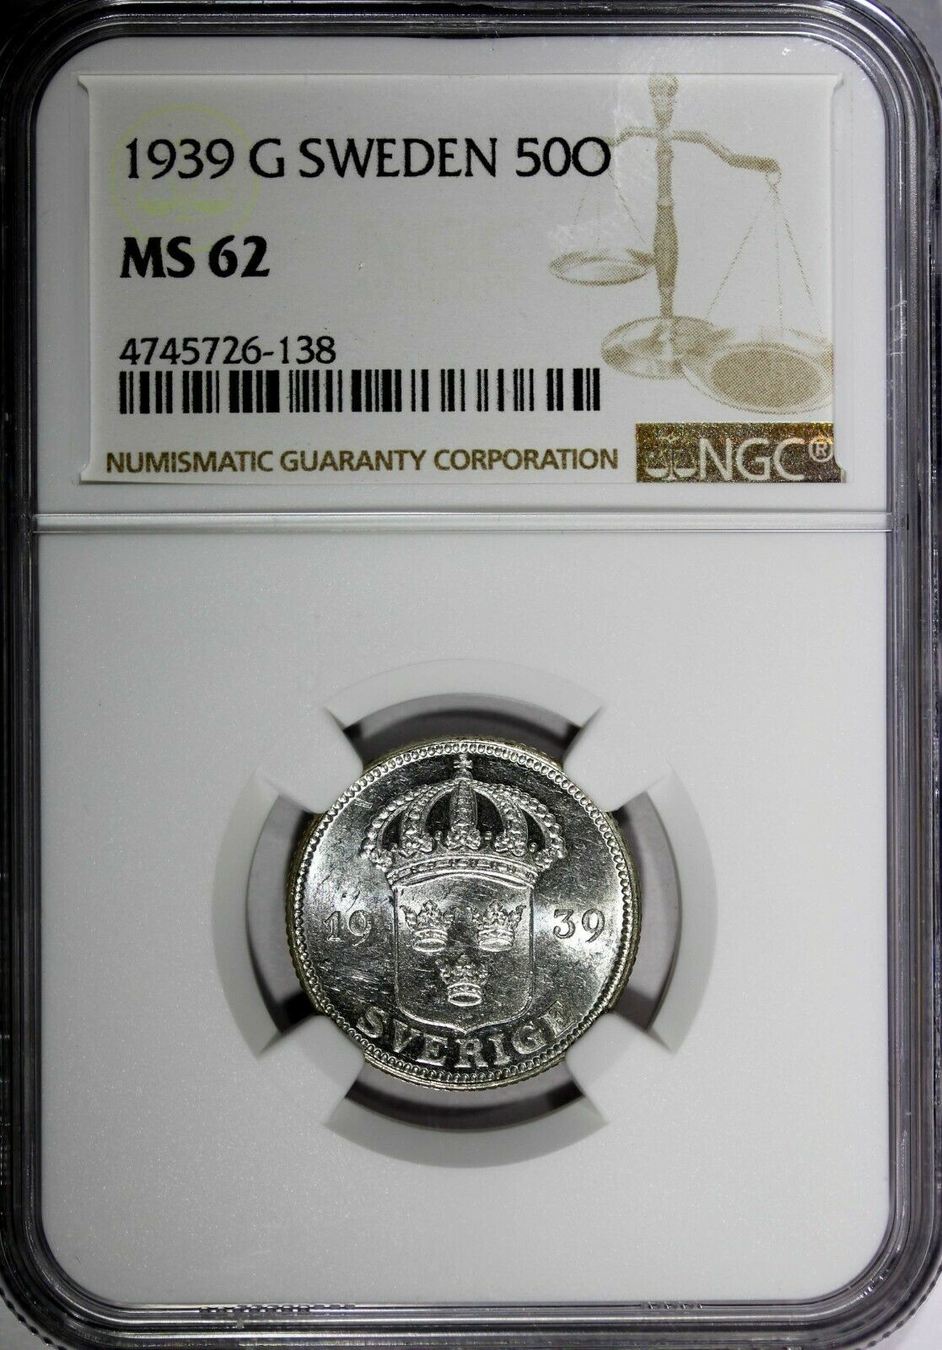 1939 G SWEDEN 50O
MS 62
4745726-138
NUMISMATIC GUARANTY CORPORATION
NGC®
19 39
SVERIGE